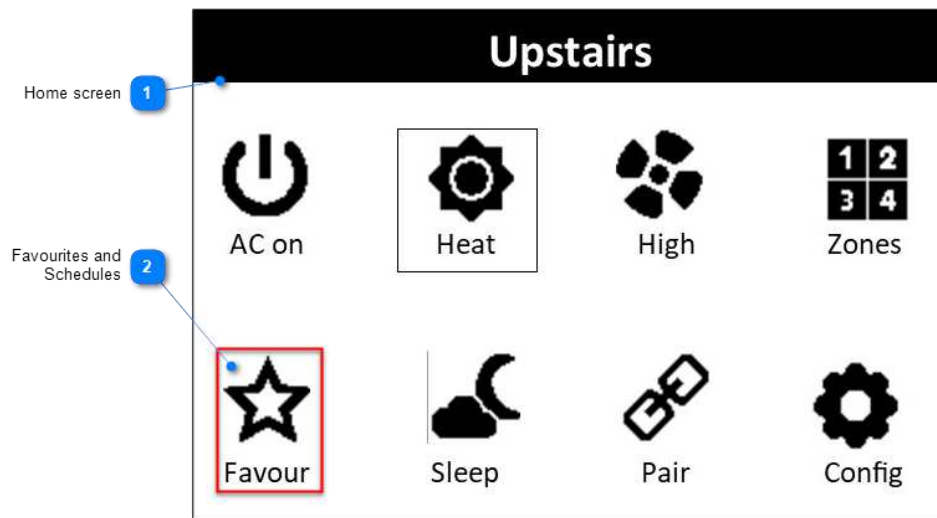 Upstairs
Home screen 1
AC on Heat High 1 2 3 4 Zones
Favourites and
Schedules 2
Favour Sleep Pair Config